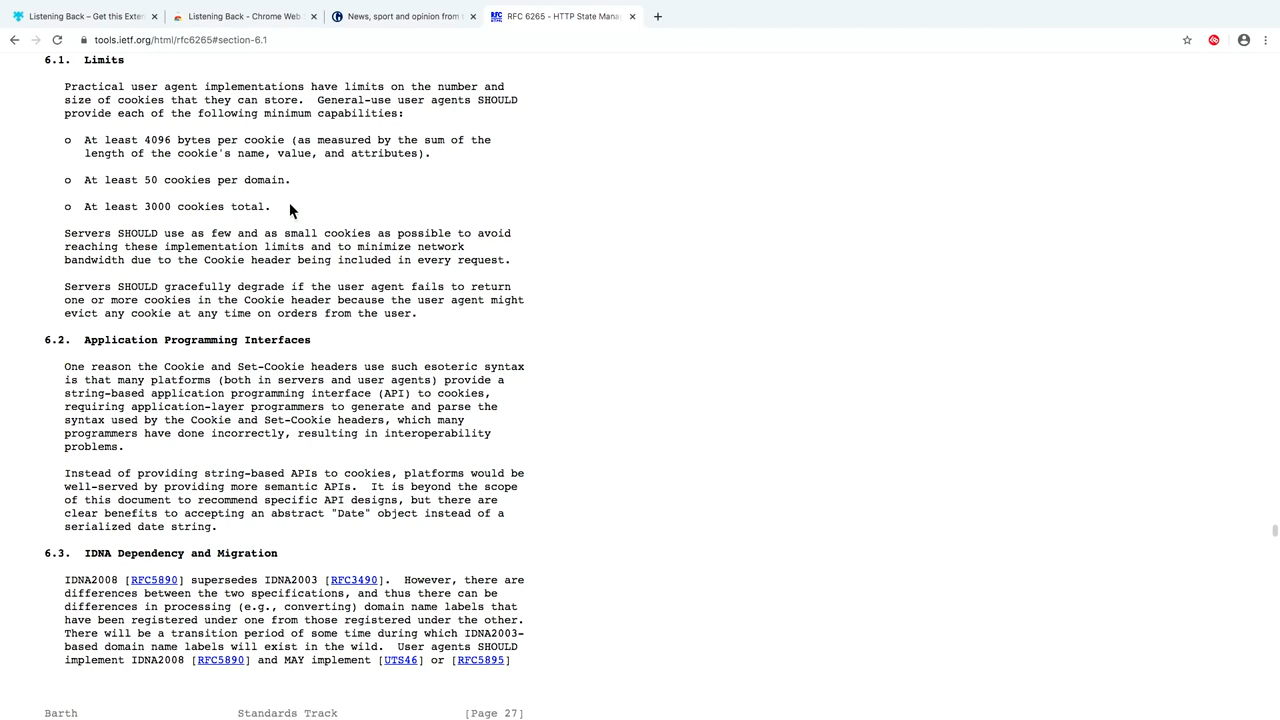 Listening Back – Get this Exten
Listening Back - Chrome Web
News, sport and opinion from
RFC 6265 - HTTP State Mana
tools.ietf.org/html/rfc6265#section-6.1
6.1. Limits
Practical user agent implementations have limits on the number and
size of cookies that they can store. General-use user agents SHOULD
provide each of the following minimum capabilities:
o At least 4096 bytes per cookie (as measured by the sum of the
length of the cookie's name, value, and attributes).
o At least 50 cookies per domain.
o At least 3000 cookies total.
Servers SHOULD use as few and as small cookies as possible to avoid
reaching these implementation limits and to minimize network
bandwidth due to the Cookie header being included in every request.
Servers SHOULD gracefully degrade if the user agent fails to return
one or more cookies in the Cookie header because the user agent might
evict any cookie at any time on orders from the user.
6.2. Application Programming Interfaces
One reason the Cookie and Set-Cookie headers use such esoteric syntax
is that many platforms (both in servers and user agents) provide a
string-based application programming interface (API) to cookies,
requiring application-layer programmers to generate and parse the
syntax used by the Cookie and Set-Cookie headers, which many
programmers have done incorrectly, resulting in interoperability
problems.
Instead of providing string-based APIs to cookies, platforms would be
well-served by providing more semantic APIs. It is beyond the scope
of this document to recommend specific API designs, but there are
clear benefits to accepting an abstract "Date" object instead of a
serialized date string.
6.3. IDNA Dependency and Migration
IDNA2008 [RFC5890] supersedes IDNA2003 [RFC3490]. However, there are
differences between the two specifications, and thus there can be
differences in processing (e.g., converting) domain name labels that
have been registered under one from those registered under the other.
There will be a transition period of some time during which IDNA2003-
based domain name labels will exist in the wild. User agents SHOULD
implement IDNA2008 [RFC5890] and MAY implement [UTS46] or [RFC5895]
Barth Standards Track [Page 27]